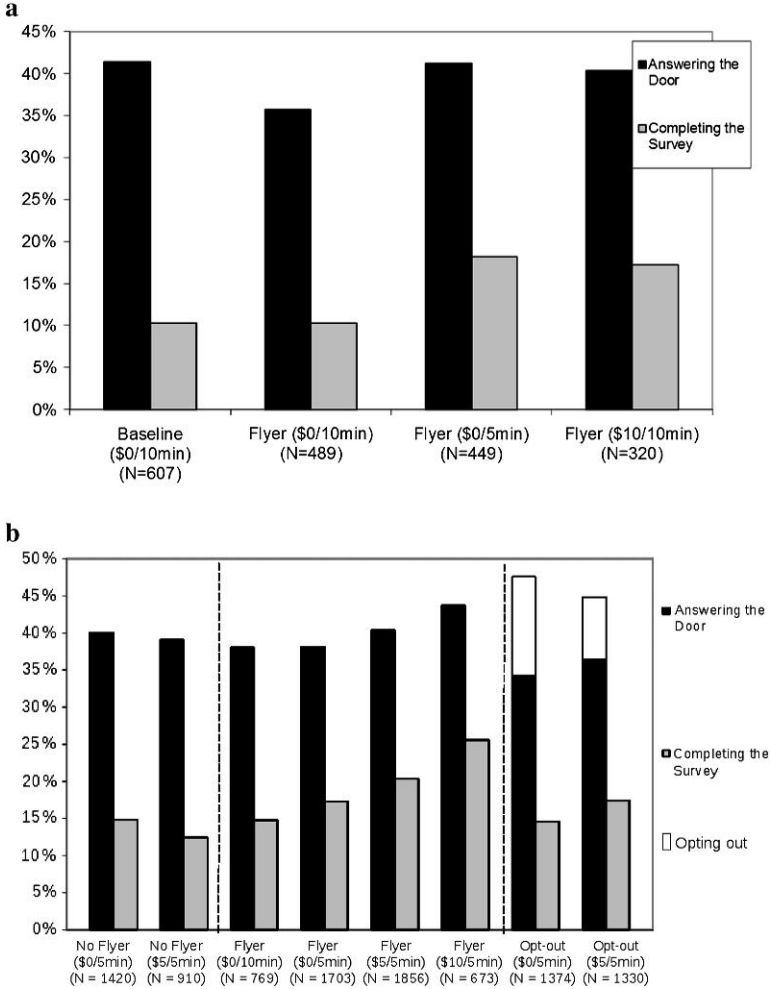 a
45%
40%
35%
30%
25%
20%
15%
10%
5%
0%
Answering the
Door
Completing the
Survey
Baseline
($0/10min)
(N=607)
Flyer ($0/10min)
(N=489)
Flyer ($0/5min)
(N=449)
Flyer ($10/10min)
(N=320)
b
50%
45%
40%
35%
30%
25%
20%
15%
10%
5%
0%
Answering the
Door
Completing the
Survey
Opting out
No Flyer
($0/5min)
(N = 1420)
No Flyer
($5/5min)
(N = 910)
Flyer
($0/10min)
(N = 769)
Flyer
($0/5min)
(N = 1703)
Flyer
($5/5min)
(N = 1856)
Flyer
($10/5min)
(N = 673)
Opt-out
($0/5min)
(N = 1374)
Opt-out
($5/5min)
(N = 1330)